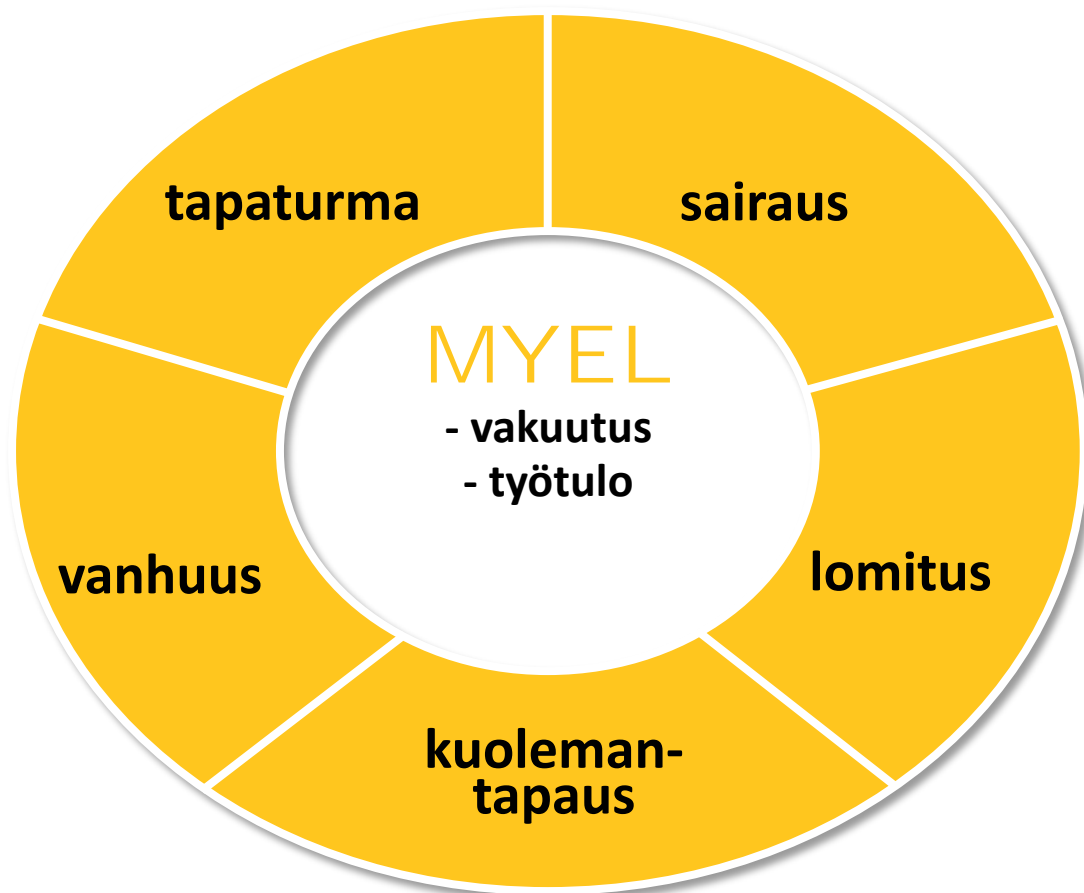 tapaturma
sairaus
MYEL
- vakuutus
- työtulo
vanhuus
lomitus
kuoleman-
tapaus